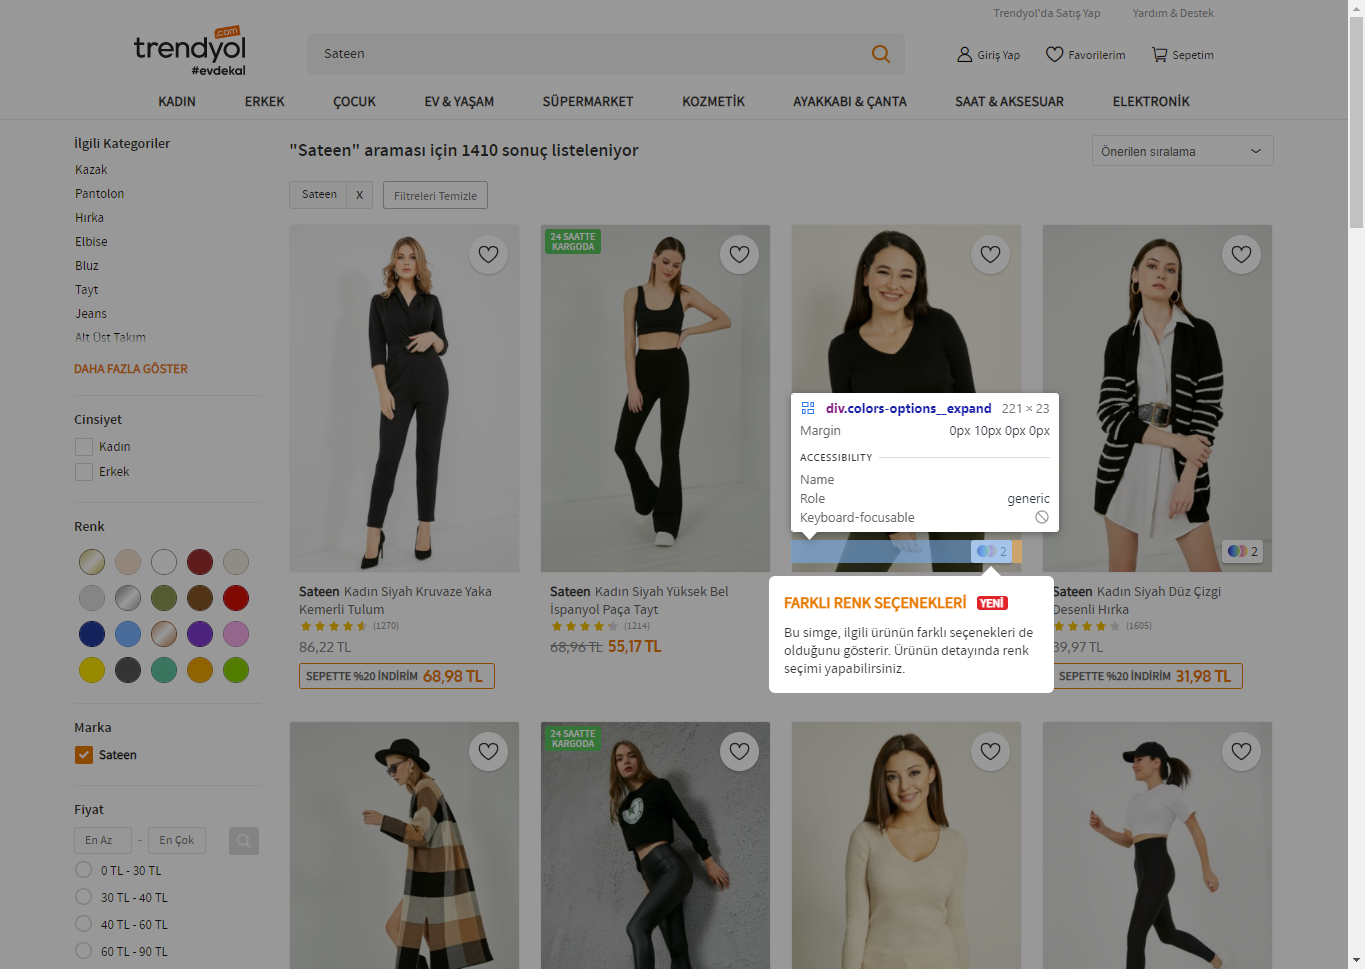 Trendyol'da Satış Yap
Yardım & Destek
.com
trendyol
#evdekal
Sateen
Giriş Yap
Favorilerim
Sepetim
KADIN
ERKEK
ÇOCUK
EV & YAŞAM
SÜPERMARKET
KOZMETİK
AYAKKABI & ÇANTA
SAAT & AKSESUAR
ELEKTRONİK
İlgili Kategoriler
Kazak
Pantolon
Hırka
Elbise
Bluz
Tayt
Jeans
Alt Üst Takım
DAHA FAZLA GÖSTER
Cinsiyet
Kadın
Erkek
Renk
Marka
Sateen
Fiyat
En Az - En Çok
0 TL - 30 TL
30 TL - 40 TL
40 TL - 60 TL
60 TL - 90 TL
"Sateen" araması için 1410 sonuç listeleniyor
Önerilen sıralama
Sateen X
Filtreleri Temizle
24 SAATTE
KARGODA
div.colors-options__expand 221 × 23
Margin 0px 10px 0px 0px
ACCESSIBILITY
Name
Role generic
Keyboard-focusable
2
2
Sateen Kadın Siyah Kruvaze Yaka
Kemerli Tulum
(1270)
86,22 TL
SEPETTE %20 İNDİRİM 68,98 TL
Sateen Kadın Siyah Yüksek Bel
İspanyol Paça Tayt
(1214)
68,96 TL 55,17 TL
FARKLI RENK SEÇENEKLERİ YENİ
Bu simge, ilgili ürünün farklı seçenekleri de
olduğunu gösterir. Ürünün detayında renk
seçimi yapabilirsiniz.
Sateen Kadın Siyah Düz Çizgi
Desenli Hırka
(1605)
39,97 TL
SEPETTE %20 İNDİRİM 31,98 TL
24 SAATTE
KARGODA